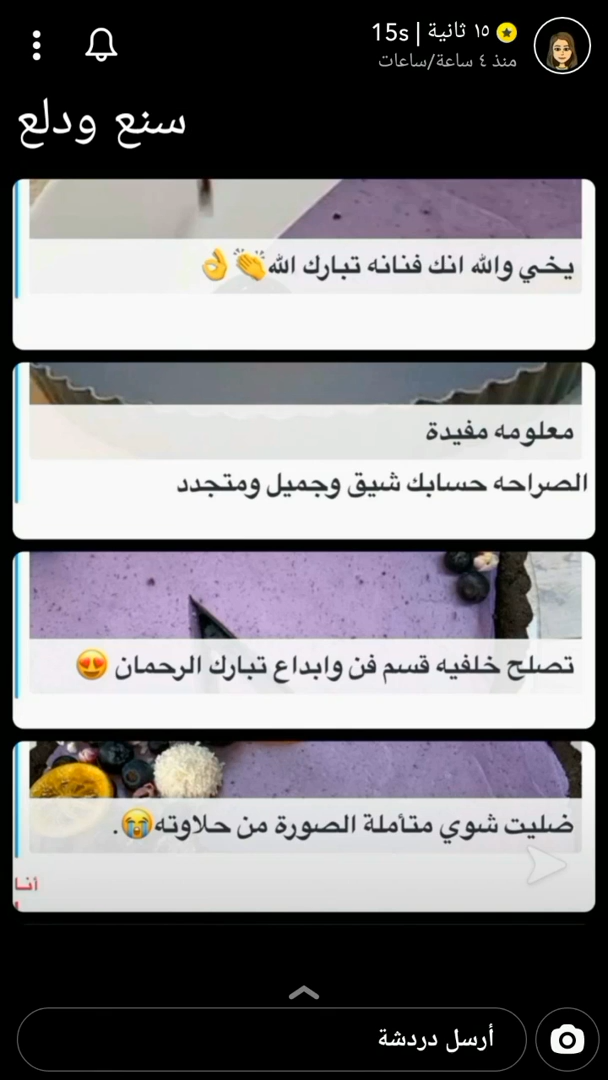 ١٥ ثانية | 15s
منذ ٤ ساعة/ساعات
سنع ودلع
يخي والله انك فنانه تبارك الله👏👌
معلومه مفيدة
الصراحه حسابك شيق وجميل ومتجدد
تصلح خلفيه قسم فن وابداع تبارك الرحمان 😍
ضليت شوي متأملة الصورة من حلاوته😭.
أنا
أرسل دردشة